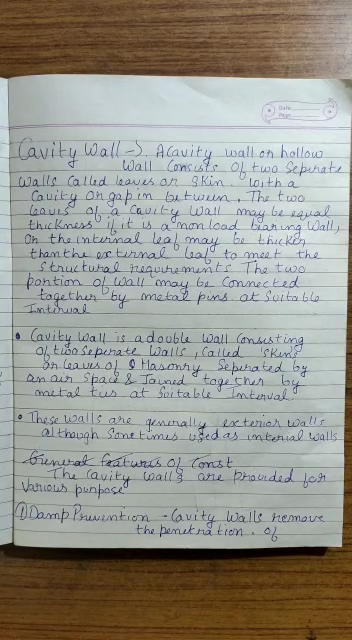 Date
Page
Cavity Wall → A cavity wall or hollow
Wall Consists Of two Seperate
Walls Called leaves or Skin. With a
Cavity Or gap in between. The two
leaves of a Cavity Wall may be equal
thickness if it is a non load bearing Wall,
Or the internal leaf may be thicker
than the external leaf to meet the
Structural requirements The two
portion of Wall may be Connected
together by metal pins at Suitable
Interval
• Cavity Wall is a double Wall Consisting
of two Seperate Walls, Called 'Skins
or leaves of Masonry Seperated by
an air Space & Joined together by
metal ties at Suitable Interval
• These Walls are generally exterior Walls
although Sometimes used as interial Walls
General features Of Const
The Cavity Walls are provided for
Various purpose
① Damp Prevention - Cavity Walls remove
the penetration. of